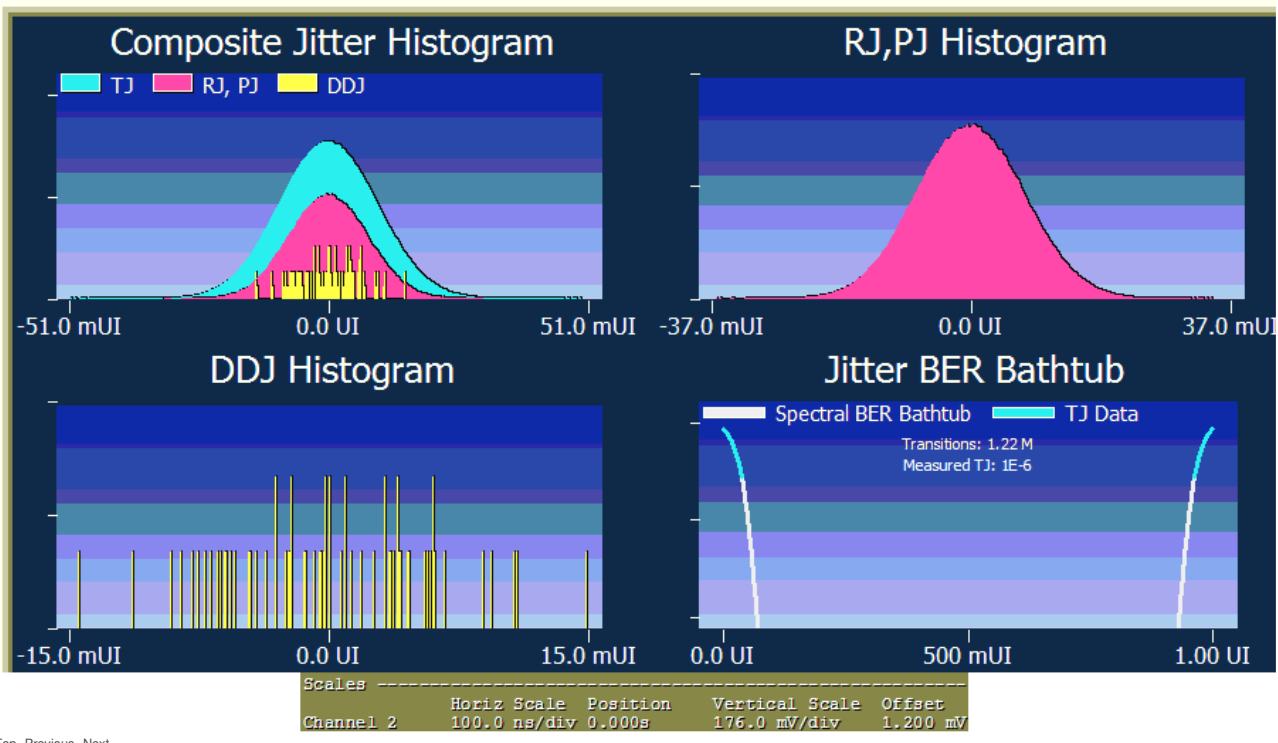 Composite Jitter Histogram
TJ RJ, PJ DDJ
-51.0 mUI 0.0 UI 51.0 mUI
RJ,PJ Histogram
-37.0 mUI 0.0 UI 37.0 mUI
DDJ Histogram
-15.0 mUI 0.0 UI 15.0 mUI
Jitter BER Bathtub
Spectral BER Bathtub TJ Data
Transitions: 1.22 M
Measured TJ: 1E-6
0.0 UI 500 mUI 1.00 UI
Scales
Horiz Scale Position Vertical Scale Offset
Channel 2 100.0 ns/div 0.000s 176.0 mV/div 1.200 mV
Previous Next